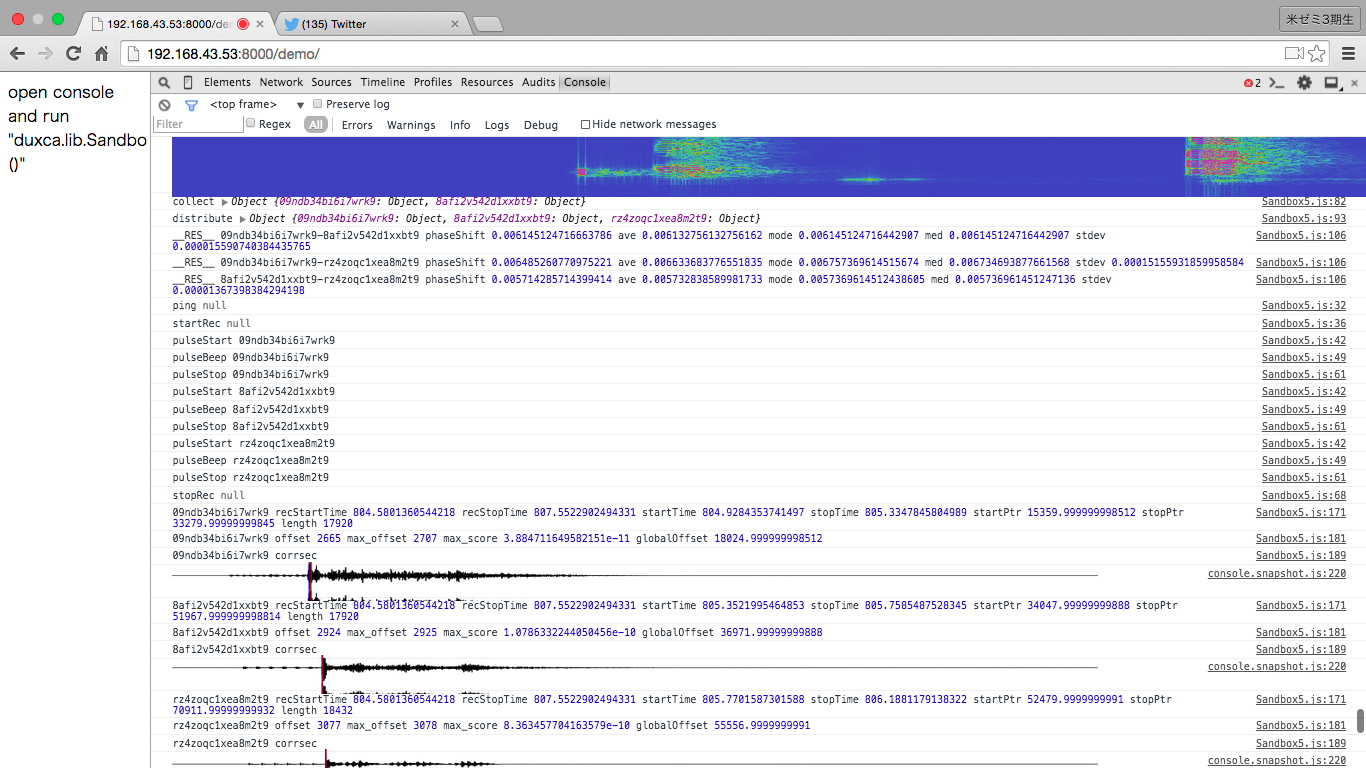 192.168.43.53:8000/de
(135) Twitter
米ゼミ3期生
192.168.43.53:8000/demo/
open console
and run
"duxca.lib.Sandbo
()"
Elements Network Sources Timeline Profiles Resources Audits Console 2
<top frame> Preserve log
Filter Regex All Errors Warnings Info Logs Debug Hide network messages
collect Object {09ndb34bi6i7wrk9: Object, 8afi2v542d1xxbt9: Object} Sandbox5.js:82
distribute Object {09ndb34bi6i7wrk9: Object, 8afi2v542d1xxbt9: Object, rz4zoqc1xea8m2t9: Object} Sandbox5.js:93
__RES__ 09ndb34bi6i7wrk9-8afi2v542d1xxbt9 phaseShift 0.006145124716663786 ave 0.006132756132756162 mode 0.006145124716442907 med 0.006145124716442907 stdev Sandbox5.js:106
0.000015590740384435765
__RES__ 09ndb34bi6i7wrk9-rz4zoqc1xea8m2t9 phaseShift 0.006485260770975221 ave 0.006633683776551835 mode 0.006757369614515674 med 0.006734693877661568 stdev 0.00015155931859958584 Sandbox5.js:106
__RES__ 8afi2v542d1xxbt9-rz4zoqc1xea8m2t9 phaseShift 0.005714285714399414 ave 0.005732838589981733 mode 0.0057369614512438605 med 0.005736961451247136 stdev Sandbox5.js:106
0.0000136739838429​4198
ping null Sandbox5.js:32
startRec null Sandbox5.js:36
pulseStart 09ndb34bi6i7wrk9 Sandbox5.js:42
pulseBeep 09ndb34bi6i7wrk9 Sandbox5.js:49
pulseStop 09ndb34bi6i7wrk9 Sandbox5.js:61
pulseStart 8afi2v542d1xxbt9 Sandbox5.js:42
pulseBeep 8afi2v542d1xxbt9 Sandbox5.js:49
pulseStop 8afi2v542d1xxbt9 Sandbox5.js:61
pulseStart rz4zoqc1xea8m2t9 Sandbox5.js:42
pulseBeep rz4zoqc1xea8m2t9 Sandbox5.js:49
pulseStop rz4zoqc1xea8m2t9 Sandbox5.js:61
stopRec null Sandbox5.js:68
09ndb34bi6i7wrk9 recStartTime 804.5801360544218 recStopTime 807.5522902494331 startTime 804.9284353741497 stopTime 805.3347845804989 startPtr 15359.999999998512 stopPtr Sandbox5.js:171
33279.99999999845 length 17920
09ndb34bi6i7wrk9 offset 2665 max_offset 2707 max_score 3.884711649582151e-11 globalOffset 18024.999999998512 Sandbox5.js:181
09ndb34bi6i7wrk9 corrsec Sandbox5.js:189
console.snapshot.js:220
8afi2v542d1xxbt9 recStartTime 804.5801360544218 recStopTime 807.5522902494331 startTime 805.3521995464853 stopTime 805.7585487528345 startPtr 34047.99999999888 stopPtr Sandbox5.js:171
51967.999999998814 length 17920
8afi2v542d1xxbt9 offset 2924 max_offset 2925 max_score 1.0786332244050456e-10 globalOffset 36971.99999999888 Sandbox5.js:181
8afi2v542d1xxbt9 corrsec Sandbox5.js:189
console.snapshot.js:220
rz4zoqc1xea8m2t9 recStartTime 804.5801360544218 recStopTime 807.5522902494331 startTime 805.7701587301588 stopTime 806.1881179138322 startPtr 52479.9999999991 stopPtr Sandbox5.js:171
70911.99999999932 length 18432
rz4zoqc1xea8m2t9 offset 3077 max_offset 3078 max_score 8.363457704163579e-10 globalOffset 55556.9999999991 Sandbox5.js:181
rz4zoqc1xea8m2t9 corrsec Sandbox5.js:189
console.snapshot.js:220